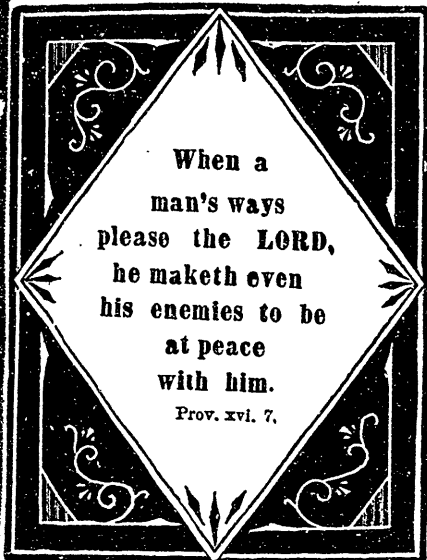 When a
man's ways
please the LORD,
he maketh even
his enemies to be
at peace
with him.
Prov. xvi. 7.